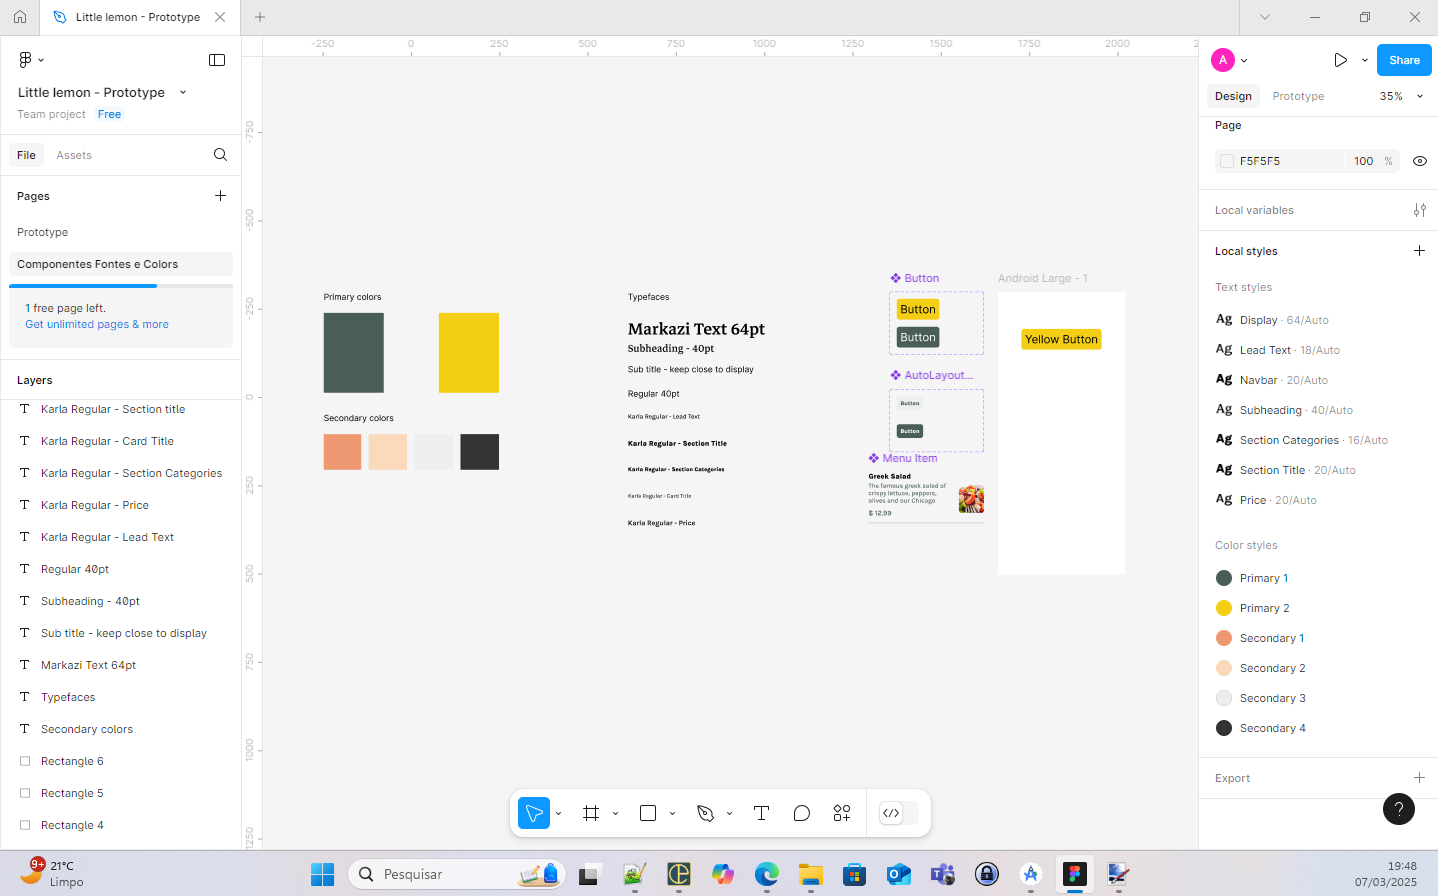 Little lemon - Prototype
-250
0
250
500
750
1000
1250
1500
1750
2000
Little lemon - Prototype
Team project
Free
A
Share
Design
Prototype
35%
File
Assets
Page
F5F5F5
100
%
Pages
Prototype
Componentes Fontes e Colors
1 free page left.
Get unlimited pages & more
Layers
Karla Regular - Section title
Karla Regular - Card Title
Karla Regular - Section Categories
Karla Regular - Price
Karla Regular - Lead Text
Regular 40pt
Subheading - 40pt
Sub title - keep close to display
Markazi Text 64pt
Typefaces
Secondary colors
Rectangle 6
Rectangle 5
Rectangle 4
-750
-500
-250
0
250
500
750
1000
1250
Primary colors
Secondary colors
Typefaces
Markazi Text 64pt
Subheading - 40pt
Sub title - keep close to display
Regular 40pt
Karla Regular - Lead Text
Karla Regular - Section Title
Karla Regular - Section Categories
Karla Regular - Card Title
Karla Regular - Price
Button
Button
Button
AutoLayout...
Button
Button
Menu Item
Greek Salad
The famous greek salad of
crispy lettuce, peppers,
olives and our Chicago
$ 12.99
Android Large - 1
Yellow Button
Local variables
Local styles
Text styles
Ag Display · 64/Auto
Ag Lead Text · 18/Auto
Ag Navbar · 20/Auto
Ag Subheading · 40/Auto
Ag Section Categories · 16/Auto
Ag Section Title · 20/Auto
Ag Price · 20/Auto
Color styles
Primary 1
Primary 2
Secondary 1
Secondary 2
Secondary 3
Secondary 4
Export
?
9+
21°C
Limpo
Pesquisar
19:48
07/03/2025